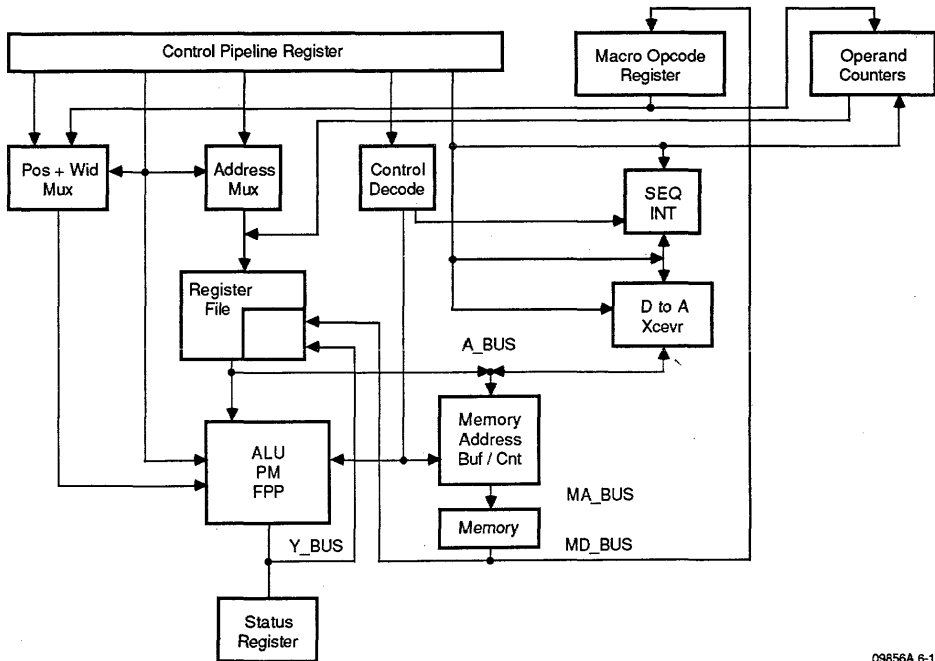 Control Pipeline Register
Macro Opcode
Register
Operand
Counters
Pos + Wid
Mux
Address
Mux
Control
Decode
SEQ
INT
Register
File
D to A
Xcevr
A_BUS
Memory
Address
Buf / Cnt
ALU
PM
FPP
MA_BUS
Memory
Y_BUS
MD_BUS
Status
Register
09856A 6-1